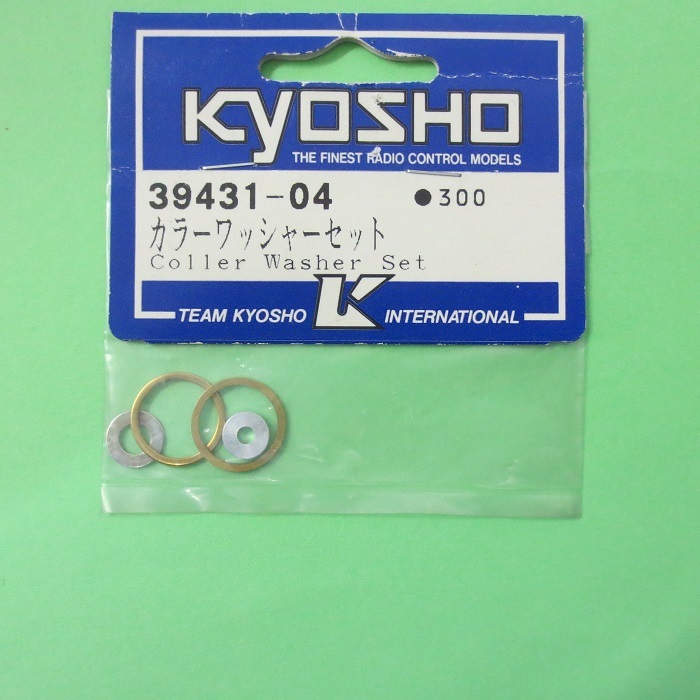 KYOSHO
THE FINEST RADIO CONTROL MODELS
39431-04 ●300
カラーワッシャーセット
Coller Washer Set
TEAM KYOSHO K INTERNATIONAL